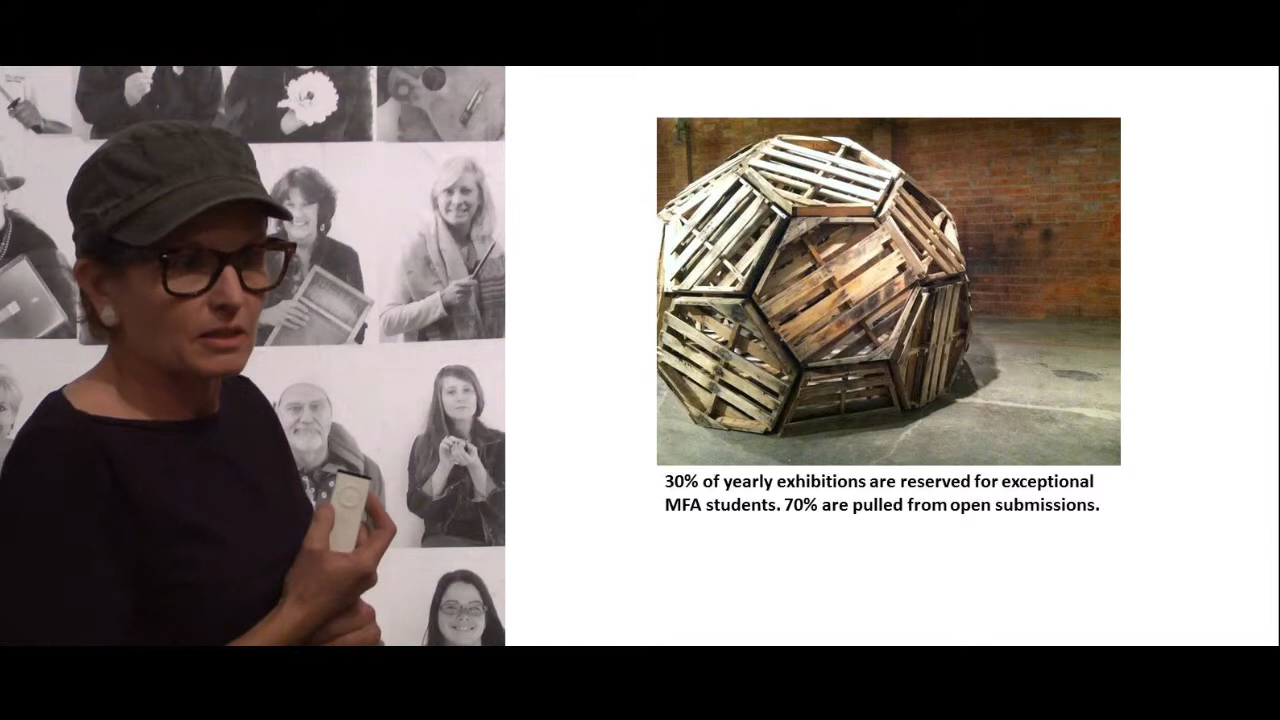 30% of yearly exhibitions are reserved for exceptional
MFA students. 70% are pulled from open submissions.